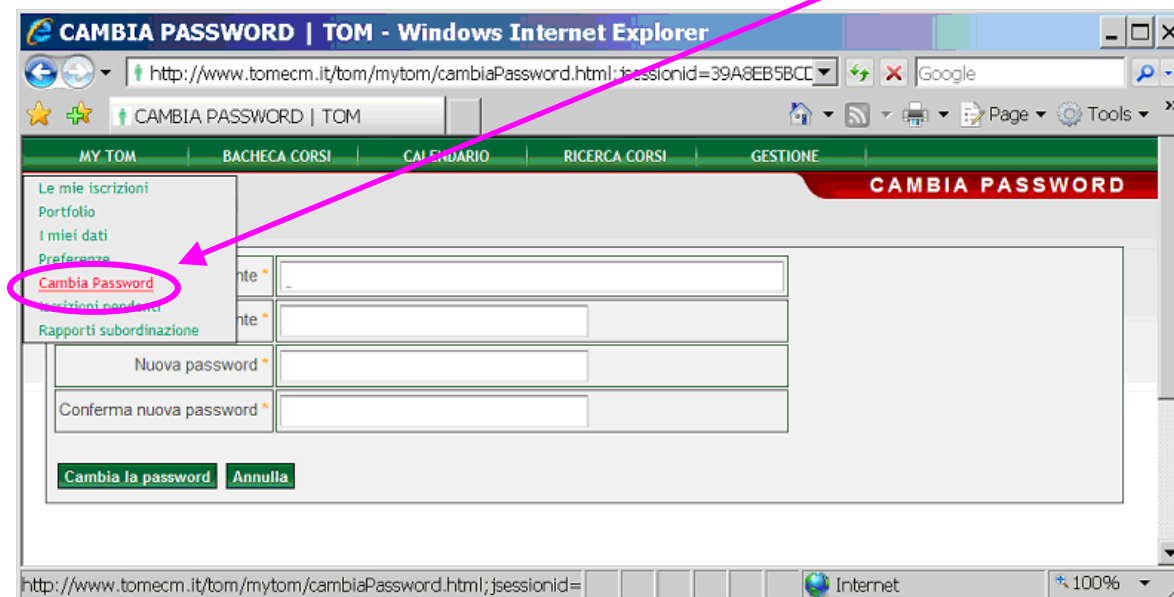 CAMBIA PASSWORD | TOM - Windows Internet Explorer
http://www.tomecm.it/tom/mytom/cambiaPassword.html;jsessionid=39A8EB5BCD
Google
CAMBIA PASSWORD | TOM
Page
Tools
MY TOM BACHECA CORSI CALENDARIO RICERCA CORSI GESTIONE
CAMBIA PASSWORD
Le mie iscrizioni
Portfolio
I miei dati
Preferenze
Cambia Password
Iscrizioni pendenti
Rapporti subordinazione
nte *
nte *
Nuova password *
Conferma nuova password *
Cambia la password Annulla
http://www.tomecm.it/tom/mytom/cambiaPassword.html;jsessionid=
Internet
100%